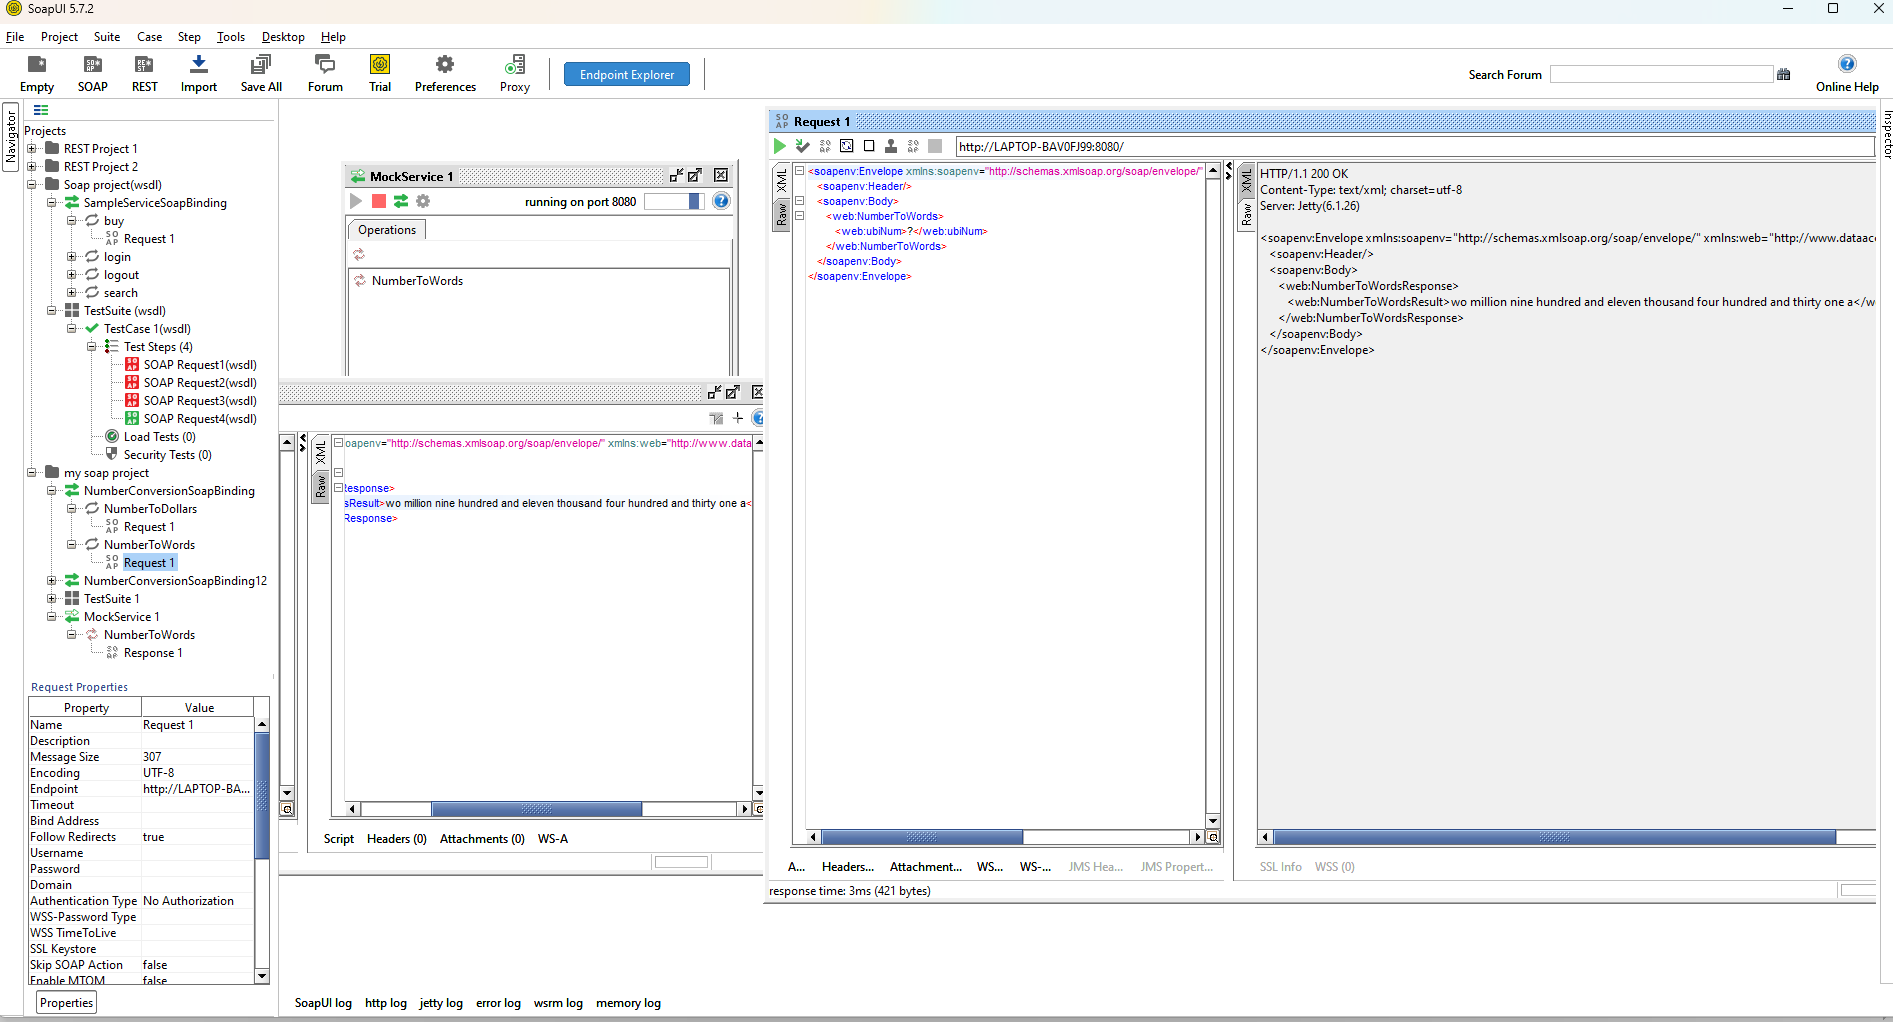 SoapUI 5.7.2
File Project Suite Case Step Tools Desktop Help
Empty SOAP REST Import Save All Forum Trial Preferences Proxy Endpoint Explorer Search Forum Online Help
Navigator
Projects
REST Project 1
REST Project 2
Soap project(wsdl)
SampleServiceSoapBinding
buy
Request 1
login
logout
search
TestSuite (wsdl)
TestCase 1(wsdl)
Test Steps (4)
SOAP Request1(wsdl)
SOAP Request2(wsdl)
SOAP Request3(wsdl)
SOAP Request4(wsdl)
Load Tests (0)
Security Tests (0)
my soap project
NumberConversionSoapBinding
NumberToDollars
Request 1
NumberToWords
Request 1
NumberConversionSoapBinding12
TestSuite 1
MockService 1
NumberToWords
Response 1
Request Properties
Property Value
Name Request 1
Description
Message Size 307
Encoding UTF-8
Endpoint http://LAPTOP-BA...
Timeout
Bind Address
Follow Redirects true
Username
Password
Domain
Authentication Type No Authorization
WSS-Password Type
WSS TimeToLive
SSL Keystore
Skip SOAP Action false
Enable MTOM false
Properties
MockService 1
running on port 8080
Operations
NumberToWords
XML
Raw
oapenv="http://schemas.xmlsoap.org/soap/envelope/" xmlns:web="http://www.data
Response>
sResult>wo million nine hundred and eleven thousand four hundred and thirty one a<
Response>
Script Headers (0) Attachments (0) WS-A
Request 1
http://LAPTOP-BAV0FJ99:8080/
XML
Raw
<soapenv:Envelope xmlns:soapenv="http://schemas.xmlsoap.org/soap/envelope/"
<soapenv:Header/>
<soapenv:Body>
<web:NumberToWords>
<web:ubiNum>?</web:ubiNum>
</web:NumberToWords>
</soapenv:Body>
</soapenv:Envelope>
A... Headers... Attachment... WS... WS-... JMS Hea... JMS Propert...
response time: 3ms (421 bytes)
XML
Raw
HTTP/1.1 200 OK
Content-Type: text/xml; charset=utf-8
Server: Jetty(6.1.26)
<soapenv:Envelope xmlns:soapenv="http://schemas.xmlsoap.org/soap/envelope/" xmlns:web="http://www.dataac
<soapenv:Header/>
<soapenv:Body>
<web:NumberToWordsResponse>
<web:NumberToWordsResult>wo million nine hundred and eleven thousand four hundred and thirty one a</w
</web:NumberToWordsResponse>
</soapenv:Body>
</soapenv:Envelope>
SSL Info WSS (0)
Inspector
SoapUI log http log jetty log error log wsrm log memory log